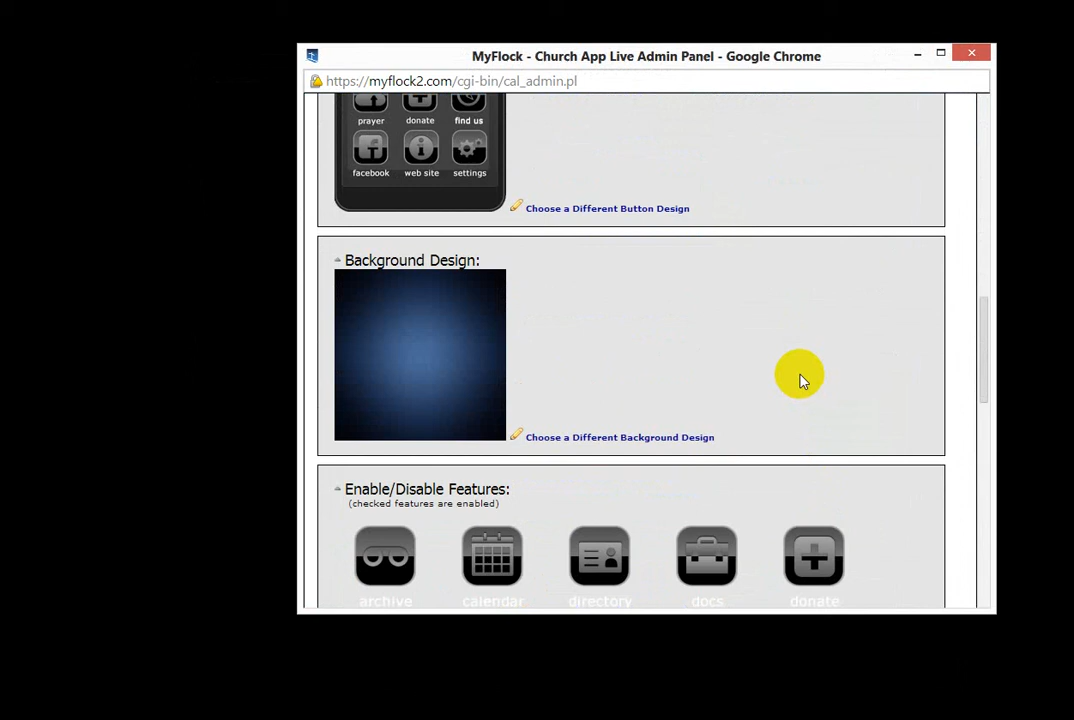 MyFlock - Church App Live Admin Panel - Google Chrome
https://myflock2.com/cgi-bin/cal_admin.pl
prayer donate find us
facebook web site settings
Choose a Different Button Design
Background Design:
Choose a Different Background Design
Enable/Disable Features:
(checked features are enabled)
archive calendar directory docs donate